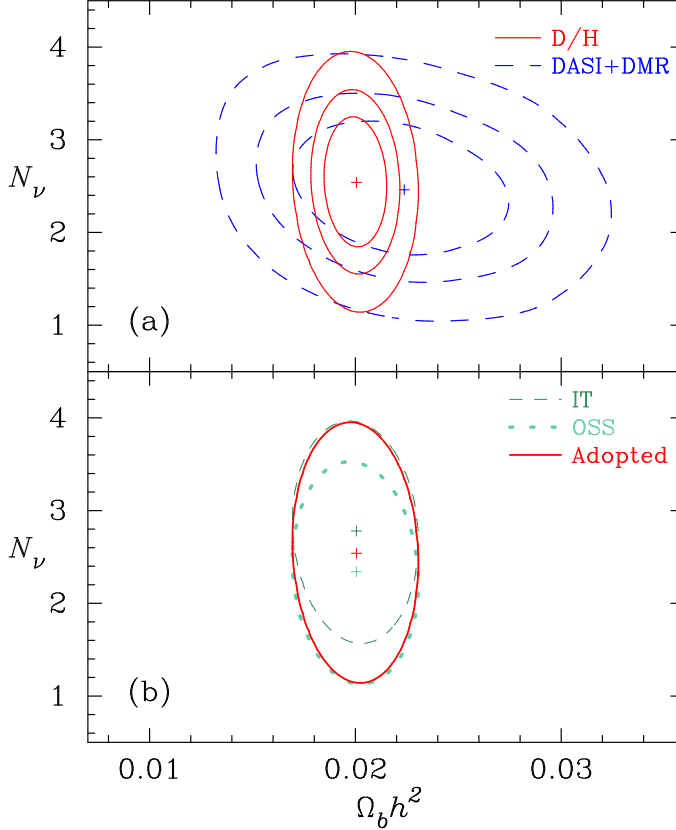 4
3
2
1
N_ν
D/H
DASI+DMR
(a)
4
3
2
1
N_ν
IT
OSS
Adopted
(b)
0.01 0.02 0.03
Ω_b h²